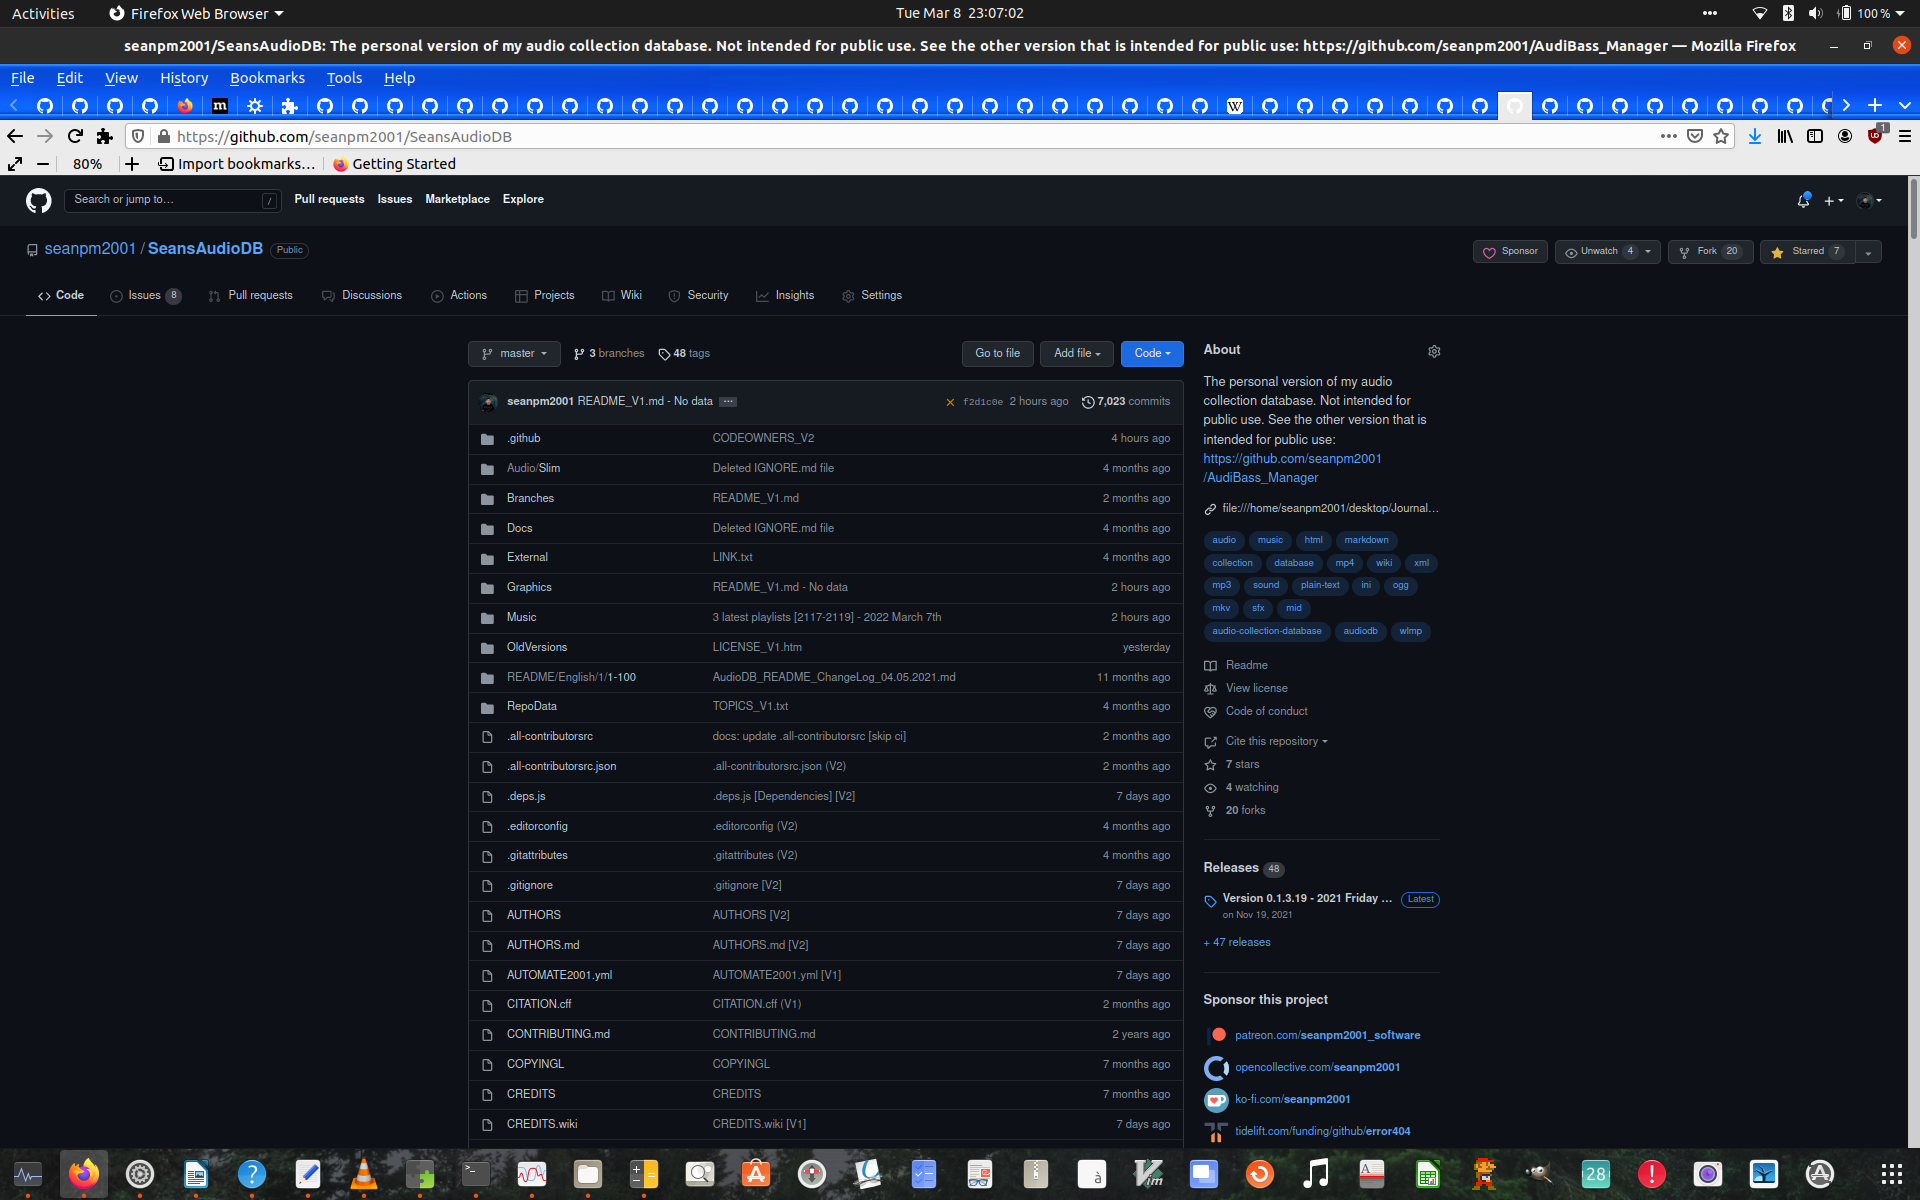 Activities Firefox Web Browser Tue Mar 8 23:07:02 100 %
seanpm2001/SeansAudioDB: The personal version of my audio collection database. Not intended for public use. See the other version that is intended for public use: https://github.com/seanpm2001/AudiBass_Manager — Mozilla Firefox
File Edit View History Bookmarks Tools Help
https://github.com/seanpm2001/SeansAudioDB 1
80% Import bookmarks... Getting Started
Search or jump to... / Pull requests Issues Marketplace Explore
seanpm2001 / SeansAudioDB Public Sponsor Unwatch 4 Fork 20 Starred 7
Code Issues 8 Pull requests Discussions Actions Projects Wiki Security Insights Settings
master 3 branches 48 tags Go to file Add file Code
seanpm2001 README_V1.md - No data f2d1c0e 2 hours ago 7,023 commits
.github CODEOWNERS_V2 4 hours ago
Audio/Slim Deleted IGNORE.md file 4 months ago
Branches README_V1.md 2 months ago
Docs Deleted IGNORE.md file 4 months ago
External LINK.txt 4 months ago
Graphics README_V1.md - No data 2 hours ago
Music 3 latest playlists [2117-2119] - 2022 March 7th 2 hours ago
OldVersions LICENSE_V1.htm yesterday
README/English/1/1-100 AudioDB_README_ChangeLog_04.05.2021.md 11 months ago
RepoData TOPICS_V1.txt 4 months ago
.all-contributorsrc docs: update .all-contributorsrc [skip ci] 2 months ago
.all-contributorsrc.json .all-contributorsrc.json (V2) 2 months ago
.deps.js .deps.js [Dependencies] [V2] 7 days ago
.editorconfig .editorconfig (V2) 4 months ago
.gitattributes .gitattributes (V2) 4 months ago
.gitignore .gitignore [V2] 7 days ago
AUTHORS AUTHORS [V2] 7 days ago
AUTHORS.md AUTHORS.md [V2] 7 days ago
AUTOMATE2001.yml AUTOMATE2001.yml [V1] 7 days ago
CITATION.cff CITATION.cff (V1) 2 months ago
CONTRIBUTING.md CONTRIBUTING.md 2 years ago
COPYINGL COPYINGL 7 months ago
CREDITS CREDITS 7 months ago
CREDITS.wiki CREDITS.wiki [V1] 7 days ago
About
The personal version of my audio
collection database. Not intended for
public use. See the other version that is
intended for public use:
https://github.com/seanpm2001
/AudiBass_Manager
file:///home/seanpm2001/desktop/Journal...
audio music html markdown
collection database mp4 wiki xml
mp3 sound plain-text ini ogg
mkv sfx mid
audio-collection-database audiodb wlmp
Readme
View license
Code of conduct
Cite this repository
7 stars
4 watching
20 forks
Releases 48
Version 0.1.3.19 - 2021 Friday ... Latest
on Nov 19, 2021
+ 47 releases
Sponsor this project
patreon.com/seanpm2001_software
opencollective.com/seanpm2001
ko-fi.com/seanpm2001
tidelift.com/funding/github/error404
28